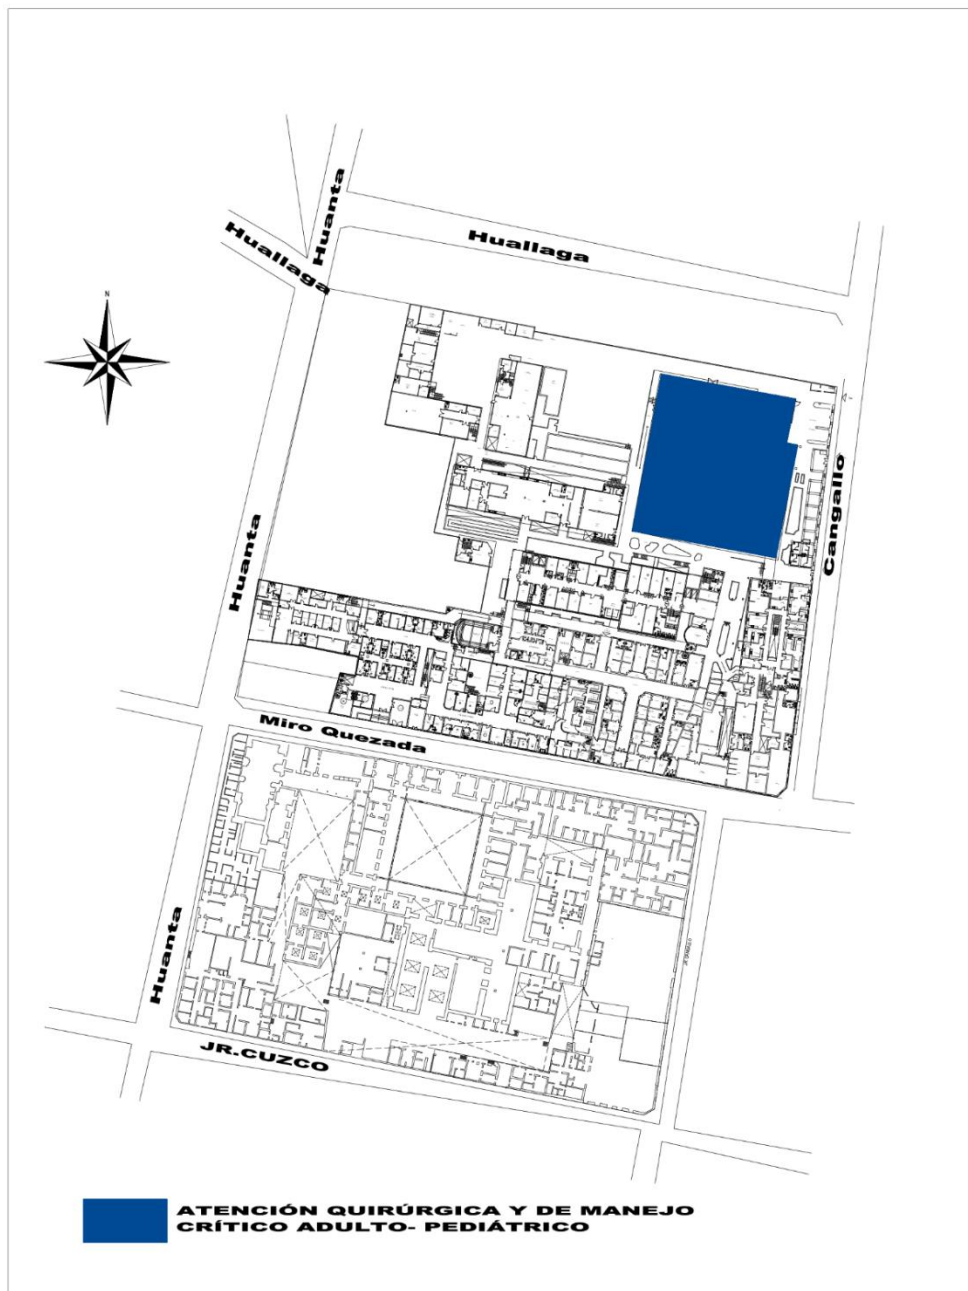 Huanta
Huallaga
Huallaga
N
Cangallo
Huanta
Miro Quezada
Huanta
JR.CUZCO
ATENCIÓN QUIRÚRGICA Y DE MANEJO
CRÍTICO ADULTO- PEDIÁTRICO